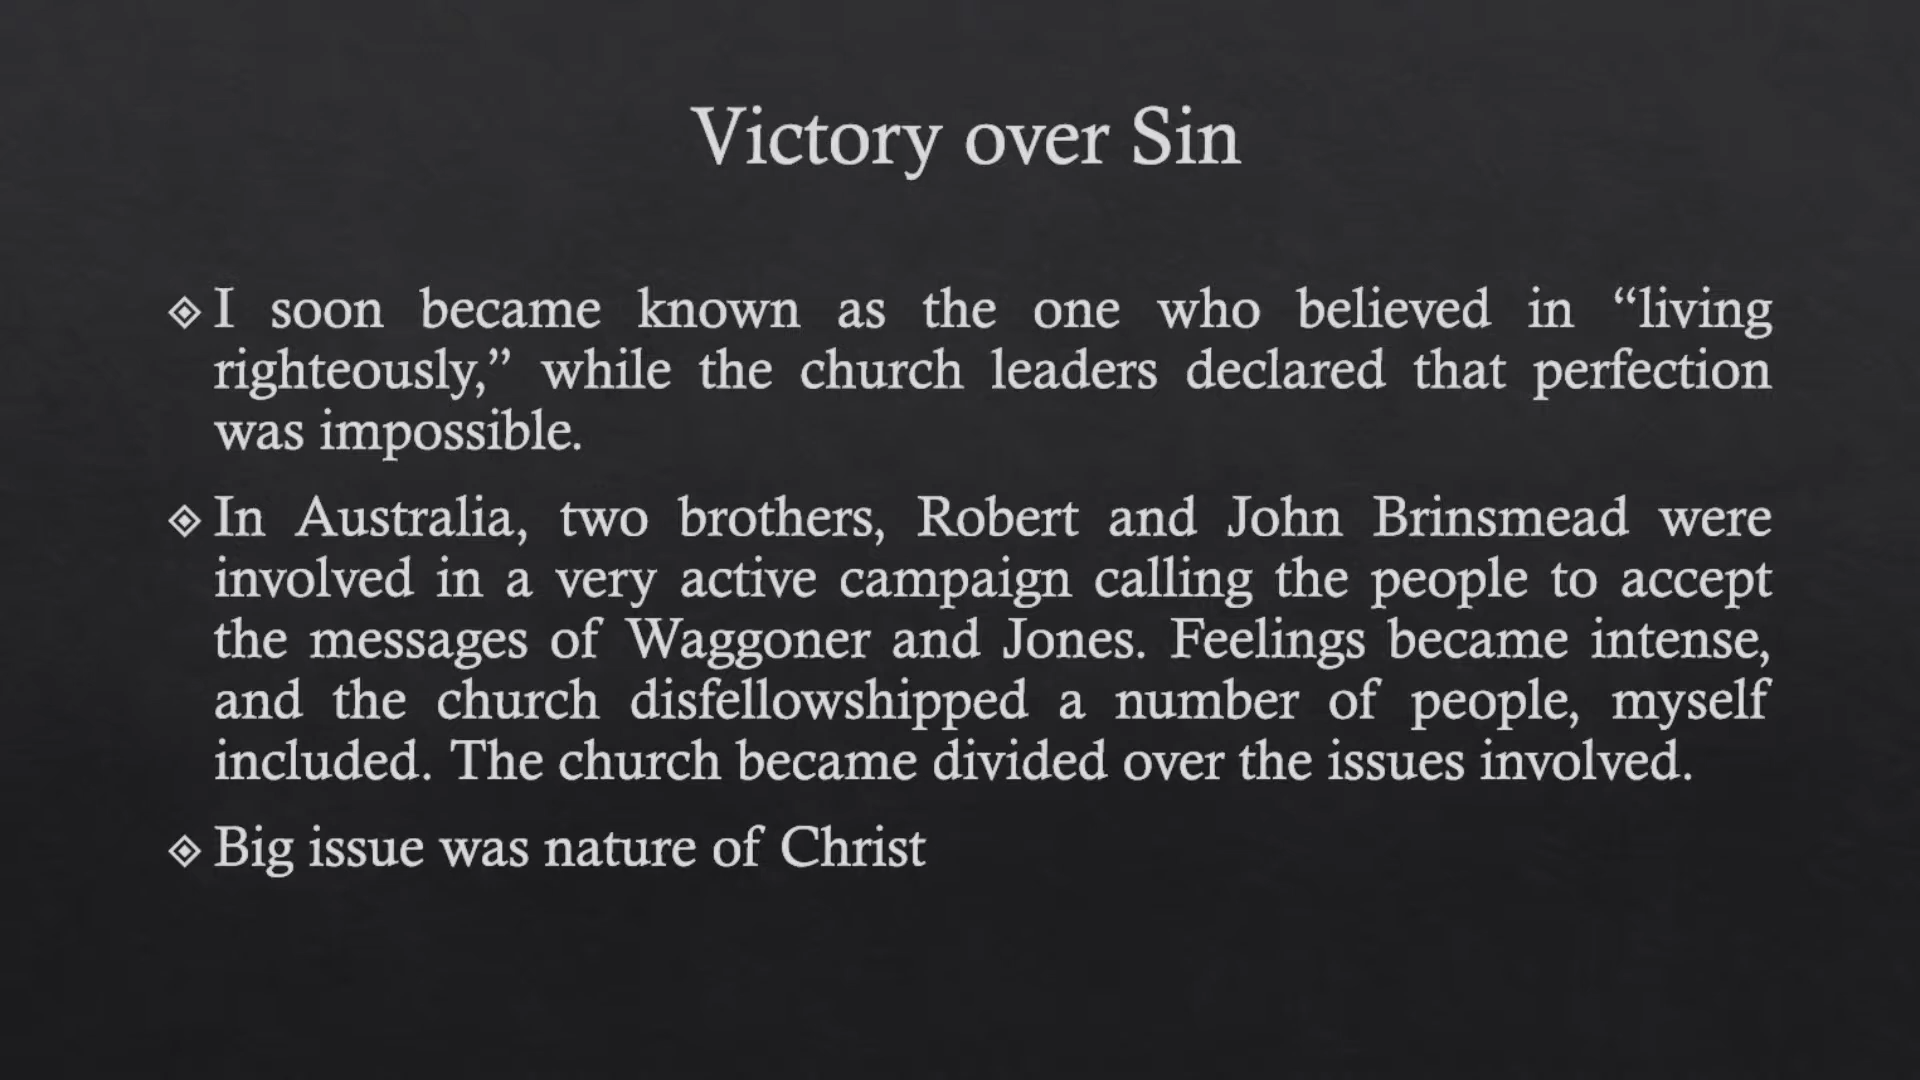 Victory over Sin
I soon became known as the one who believed in “living
righteously,” while the church leaders declared that perfection
was impossible.
In Australia, two brothers, Robert and John Brinsmead were
involved in a very active campaign calling the people to accept
the messages of Waggoner and Jones. Feelings became intense,
and the church disfellowshipped a number of people, myself
included. The church became divided over the issues involved.
Big issue was nature of Christ